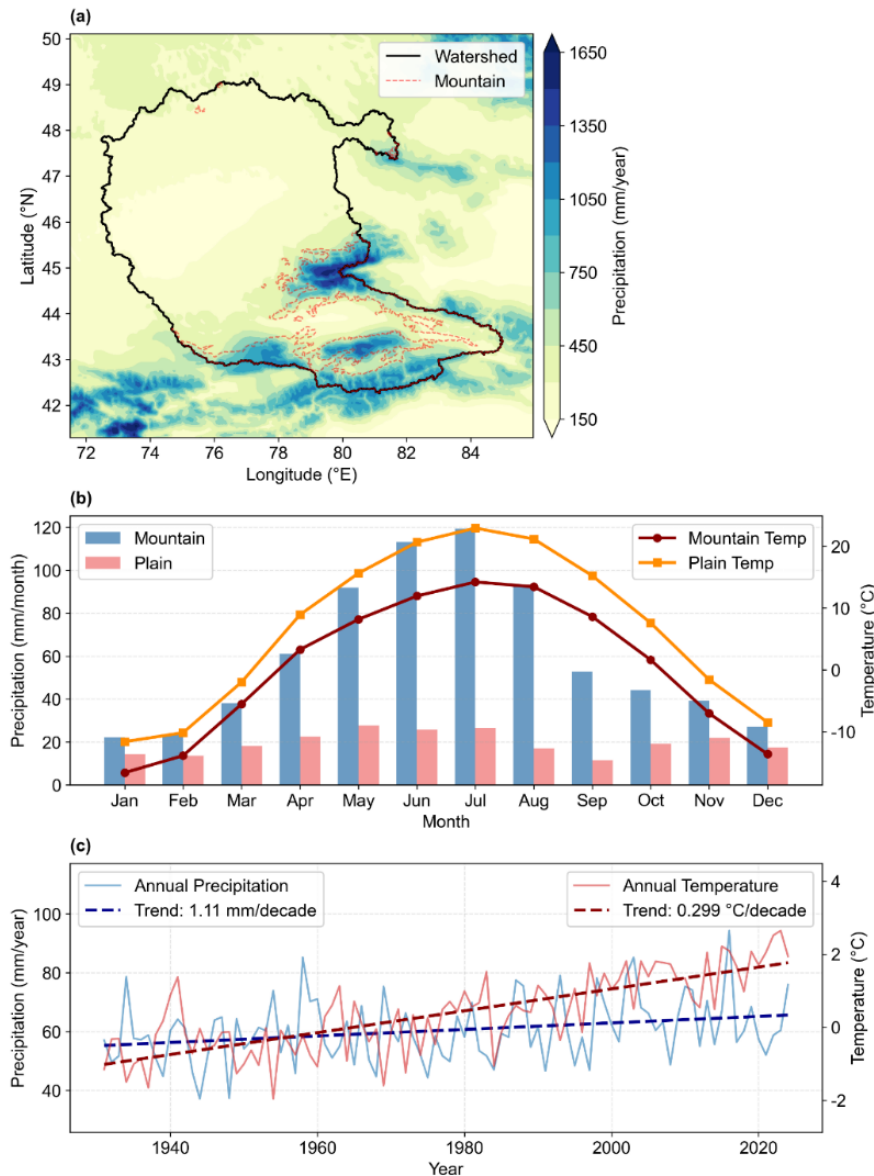 (a)
50
49
48
47
46
45
44
43
42
Latitude (°N)
72 74 76 78 80 82 84
Longitude (°E)
Watershed
Mountain
1650
1350
1050
750
450
150
Precipitation (mm/year)
(b)
120
100
80
60
40
20
0
Precipitation (mm/month)
Mountain
Plain
Mountain Temp
Plain Temp
20
10
0
-10
Temperature (°C)
Jan Feb Mar Apr May Jun Jul Aug Sep Oct Nov Dec
Month
(c)
100
80
60
40
Precipitation (mm/year)
Annual Precipitation
Trend: 1.11 mm/decade
Annual Temperature
Trend: 0.299 °C/decade
4
2
0
-2
Temperature (°C)
1940 1960 1980 2000 2020
Year